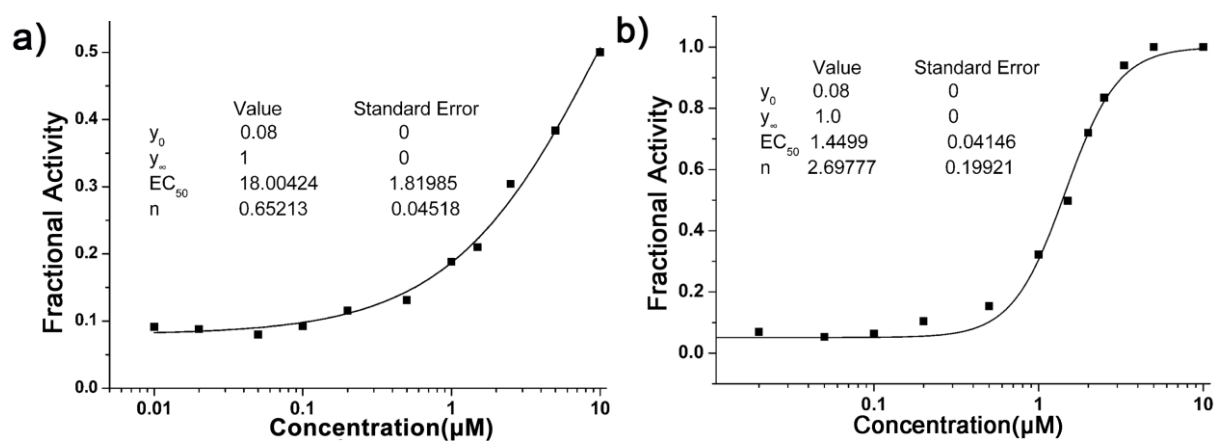 a)
0.5
0.4
0.3
0.2
0.1
0.0
Fractional Activity
Value Standard Error
y₀ 0.08 0
y∞ 1 0
EC₅₀ 18.00424 1.81985
n 0.65213 0.04518
0.01 0.1 1 10
Concentration(μM)
b)
1.0
0.8
0.6
0.4
0.2
0.0
Fractional Activity
Value Standard Error
y₀ 0.08 0
y∞ 1.0 0
EC₅₀ 1.4499 0.04146
n 2.69777 0.19921
0.1 1 10
Concentration(μM)